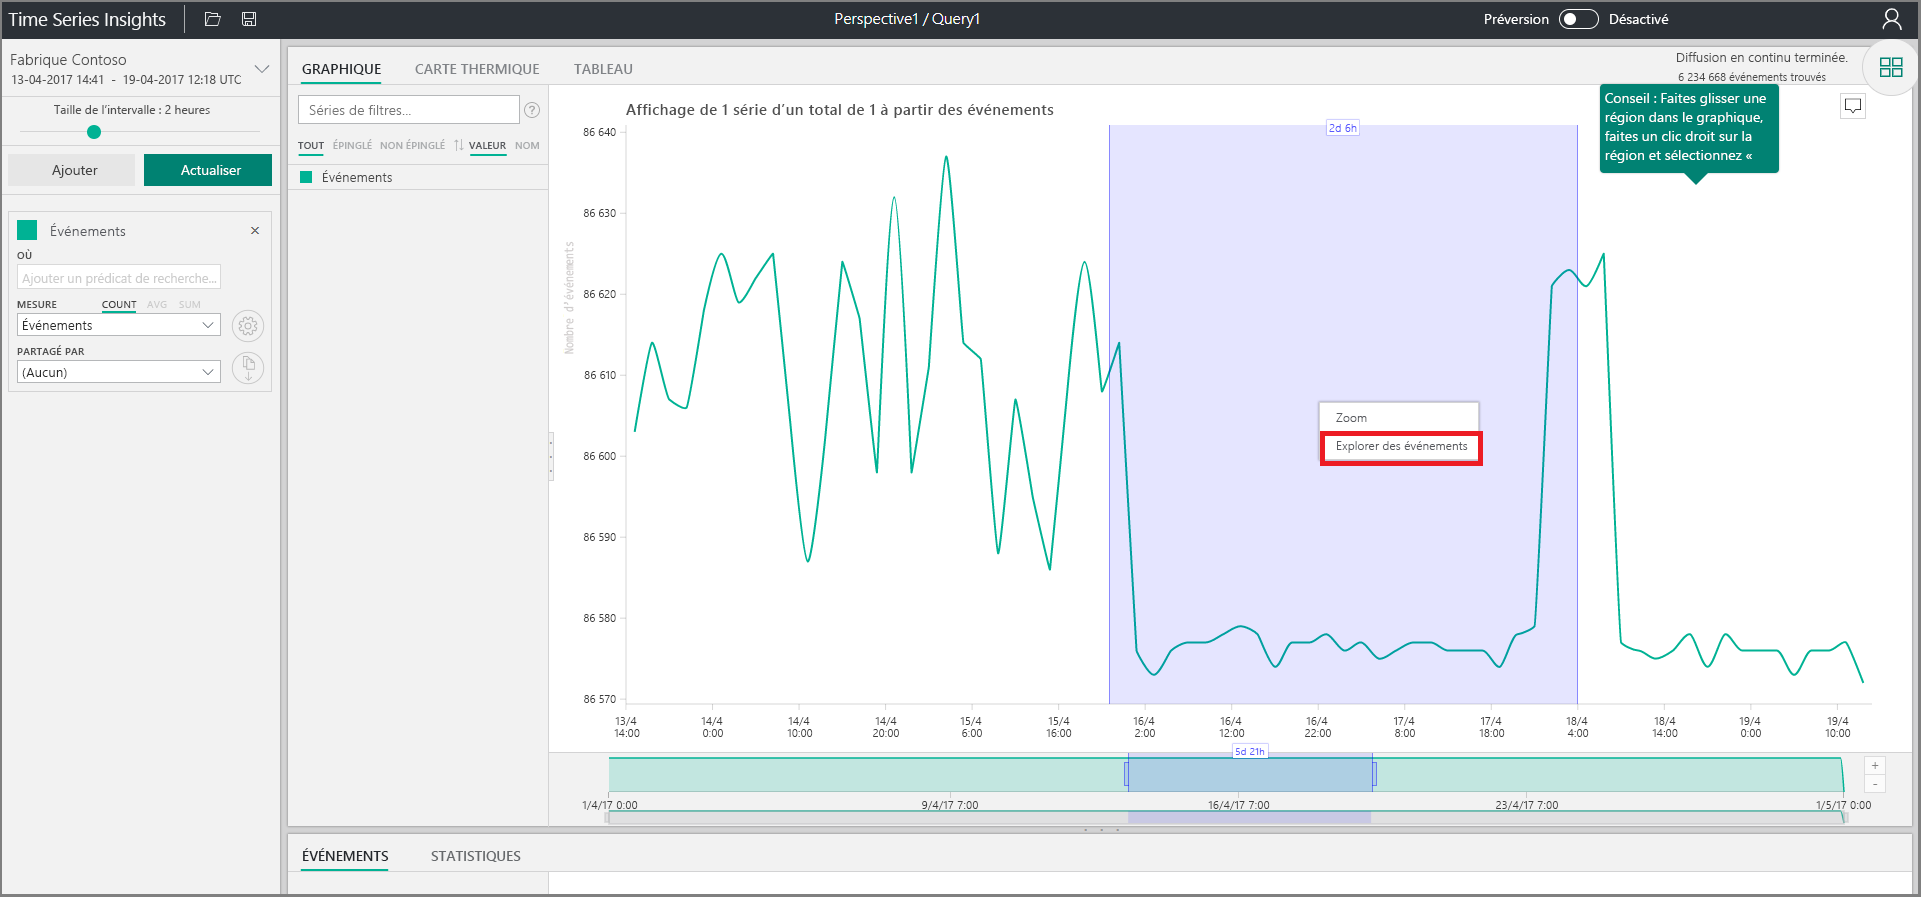 Time Series Insights
Perspective1 / Query1
Préversion
Désactivé
Fabrique Contoso
13-04-2017 14:41 - 19-04-2017 12:18 UTC
Taille de l'intervalle : 2 heures
Ajouter
Actualiser
Événements
×
OÙ
Ajouter un prédicat de recherche...
MESURE
COUNT
AVG
SUM
Événements
PARTAGÉ PAR
(Aucun)
GRAPHIQUE
CARTE THERMIQUE
TABLEAU
Diffusion en continu terminée.
6 234 668 événements trouvés
Séries de filtres...
?
TOUT
ÉPINGLÉ
NON ÉPINGLÉ
VALEUR
NOM
Événements
Affichage de 1 série d'un total de 1 à partir des événements
Conseil : Faites glisser une
région dans le graphique,
faites un clic droit sur la
région et sélectionnez «
2d 6h
Nombre d'événements
86 640
86 630
86 620
86 610
86 600
86 590
86 580
86 570
Zoom
Explorer des événements
13/4
14:00
14/4
0:00
14/4
10:00
14/4
20:00
15/4
6:00
15/4
16:00
16/4
2:00
16/4
12:00
16/4
22:00
17/4
8:00
17/4
18:00
18/4
4:00
18/4
14:00
19/4
0:00
19/4
10:00
5d 21h
+
-
1/4/17 0:00
9/4/17 7:00
16/4/17 7:00
23/4/17 7:00
1/5/17 0:00
ÉVÉNEMENTS
STATISTIQUES